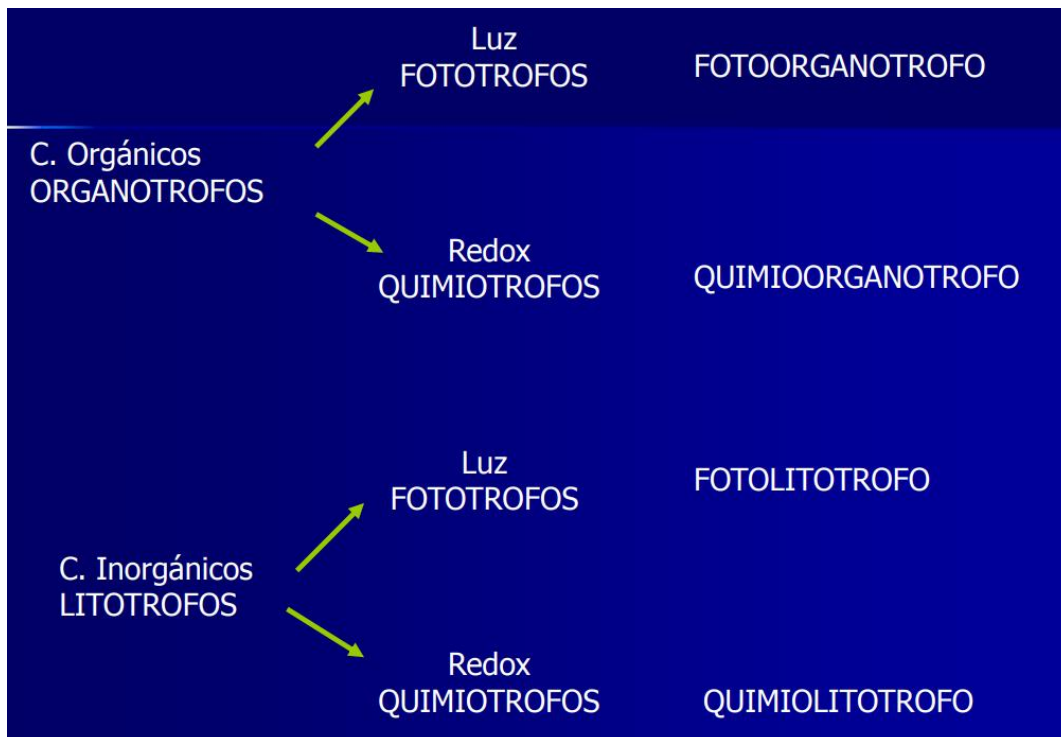 Luz
FOTOTROFOS
FOTOORGANOTROFO
C. Orgánicos
ORGANOTROFOS
Redox
QUIMIOTROFOS
QUIMIOORGANOTROFO
Luz
FOTOTROFOS
FOTOLITOTROFO
C. Inorgánicos
LITOTROFOS
Redox
QUIMIOTROFOS
QUIMIOLITOTROFO